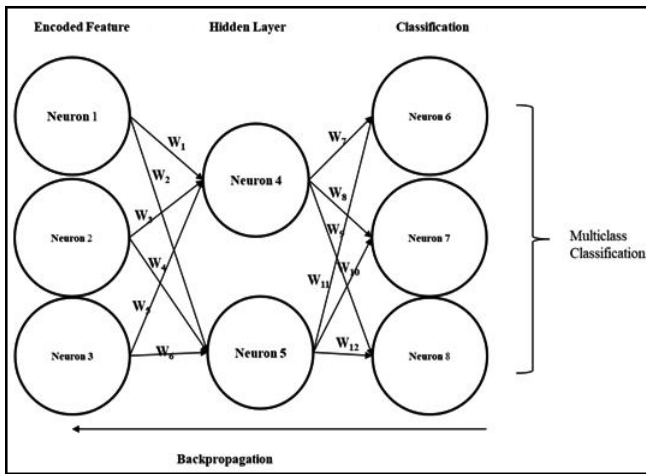 Encoded Feature
Hidden Layer
Classification
Neuron 1
Neuron 6
W1
W7
W2
Neuron 4
W8
Neuron 2
W3
W9
Neuron 7
Multiclass
Classification
W4
W10
W11
W5
Neuron 3
W6
Neuron 5
W12
Neuron 8
Backpropagation